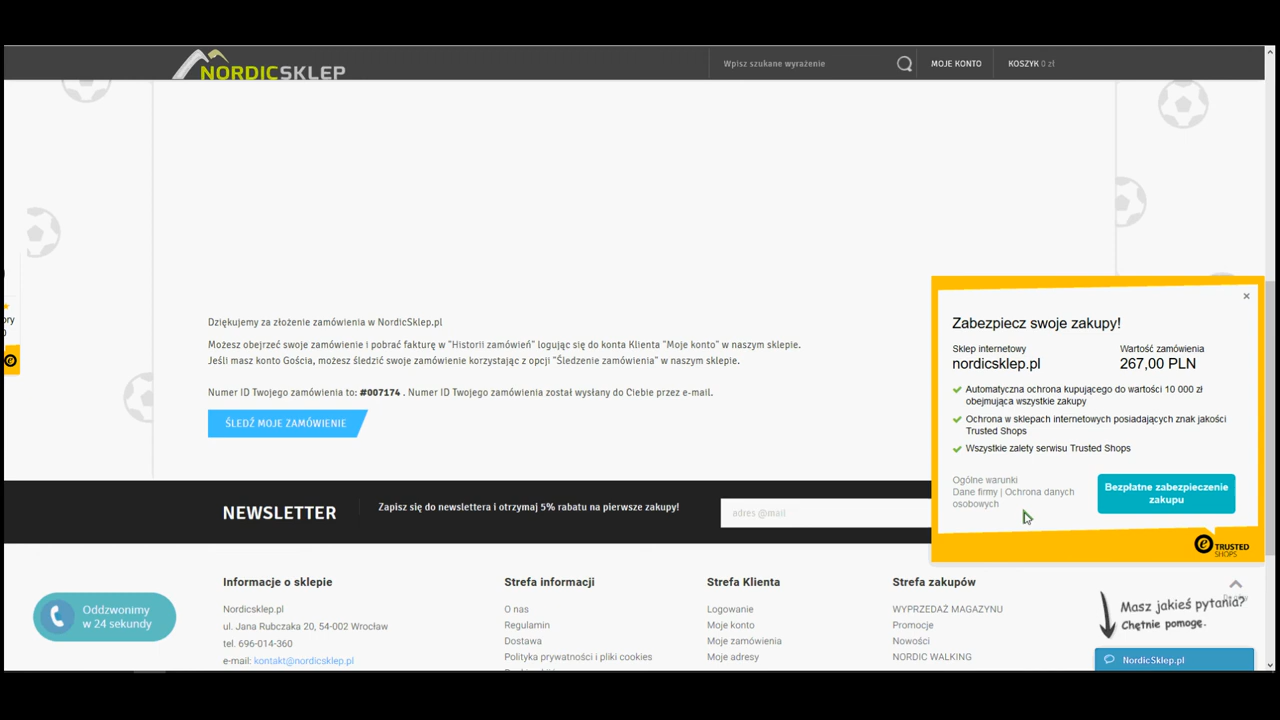 NORDICSKLEP
Wpisz szukane wyrażenie
MOJE KONTO
KOSZYK 0 zł
Dziękujemy za złożenie zamówienia w NordicSklep.pl
Możesz obejrzeć swoje zamówienie i pobrać fakturę w "Historii zamówień" logując się do konta Klienta "Moje konto" w naszym sklepie.
Jeśli masz konto Gościa, możesz śledzić swoje zamówienie korzystając z opcji "Śledzenie zamówienia" w naszym sklepie.
Numer ID Twojego zamówienia to: #007174 . Numer ID Twojego zamówienia został wysłany do Ciebie przez e-mail.
ŚLEDŹ MOJE ZAMÓWIENIE
Zabezpiecz swoje zakupy!
Sklep internetowy
nordicsklep.pl
Wartość zamówienia
267,00 PLN
Automatyczna ochrona kupującego do wartości 10 000 zł
obejmująca wszystkie zakupy
Ochrona w sklepach internetowych posiadających znak jakości
Trusted Shops
Wszystkie zalety serwisu Trusted Shops
Ogólne warunki
Dane firmy | Ochrona danych
osobowych
Bezpłatne zabezpieczenie
zakupu
e TRUSTED
SHOPS
NEWSLETTER
Zapisz się do newslettera i otrzymaj 5% rabatu na pierwsze zakupy!
adres @mail
Informacje o sklepie
Nordicsklep.pl
ul. Jana Rubczaka 20, 54-002 Wrocław
tel. 696-014-360
e-mail: kontakt@nordicsklep.pl
Strefa informacji
O nas
Regulamin
Dostawa
Polityka prywatności i pliki cookies
Strefa Klienta
Logowanie
Moje konto
Moje zamówienia
Moje adresy
Strefa zakupów
WYPRZEDAŻ MAGAZYNU
Promocje
Nowości
NORDIC WALKING
Oddzwonimy
w 24 sekundy
Masz jakieś pytania?
Chętnie pomogę.
NordicSklep.pl